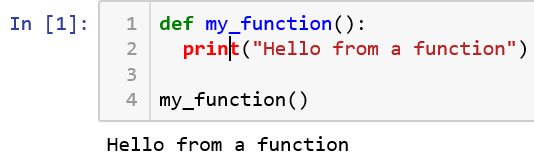 In [1]:
1 def my_function():
2   print("Hello from a function")
3
4 my_function()
Hello from a function